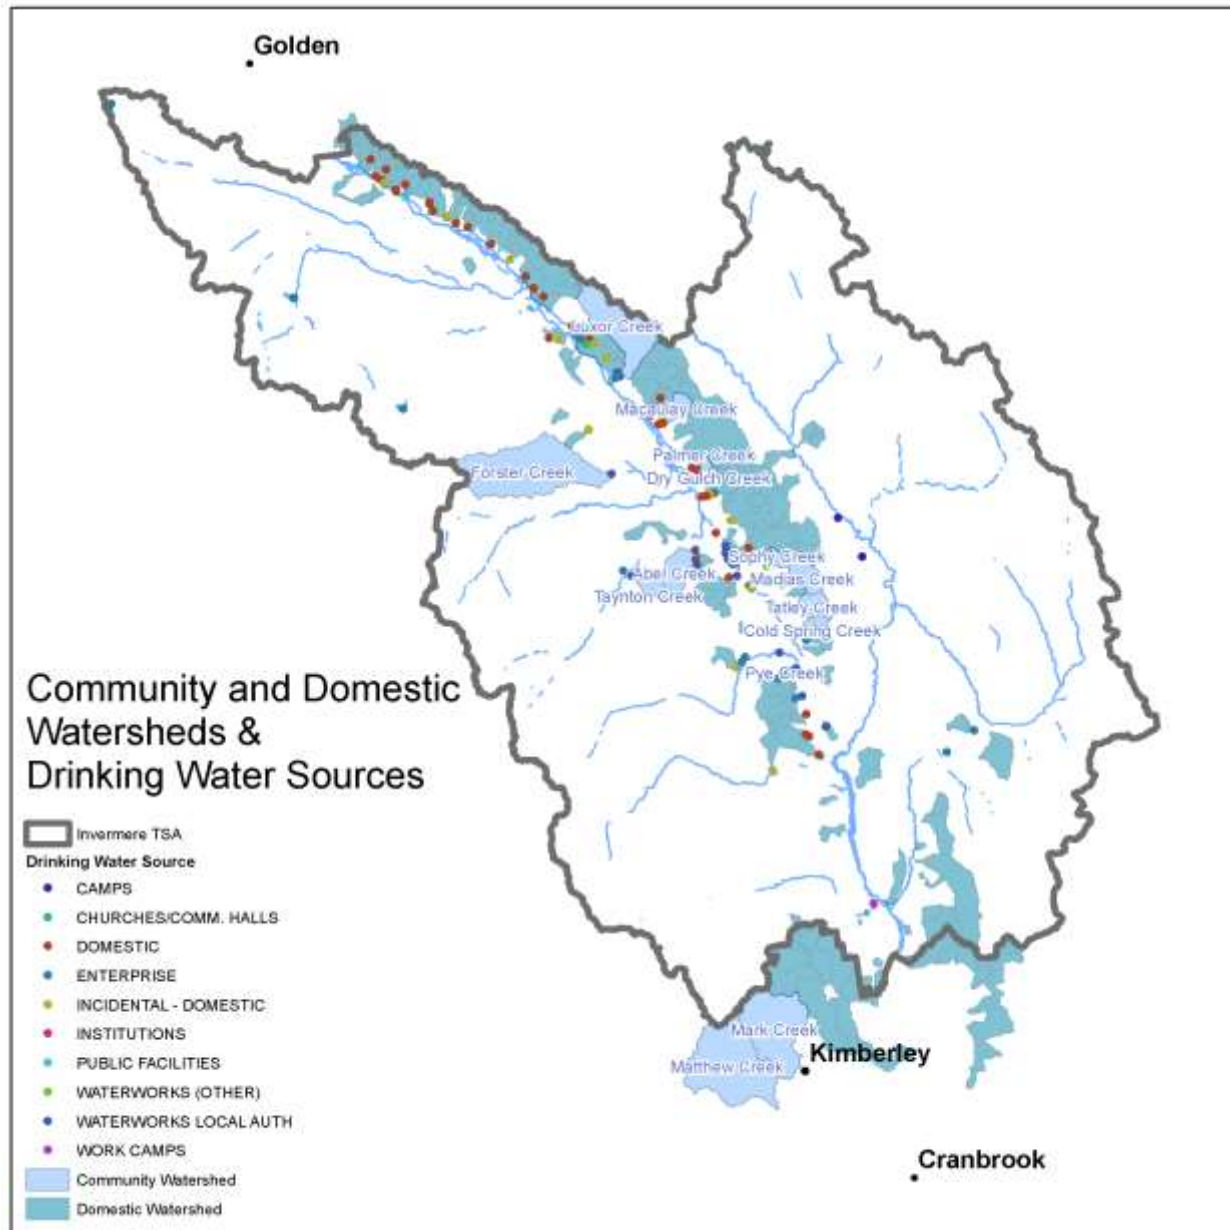 Golden
Luxor Creek
Macaulay Creek
Palmer Creek
Forster Creek
Dry Gulch Creek
Sophy Creek
Abel Creek
Madias Creek
Taynton Creek
Tatley Creek
Cold Spring Creek
Pye Creek
Community and Domestic
Watersheds &
Drinking Water Sources
Invermere TSA
Drinking Water Source
CAMPS
CHURCHES/COMM. HALLS
DOMESTIC
ENTERPRISE
INCIDENTAL - DOMESTIC
INSTITUTIONS
PUBLIC FACILITIES
WATERWORKS (OTHER)
WATERWORKS LOCAL AUTH
WORK CAMPS
Community Watershed
Domestic Watershed
Mark Creek
Kimberley
Matthew Creek
Cranbrook